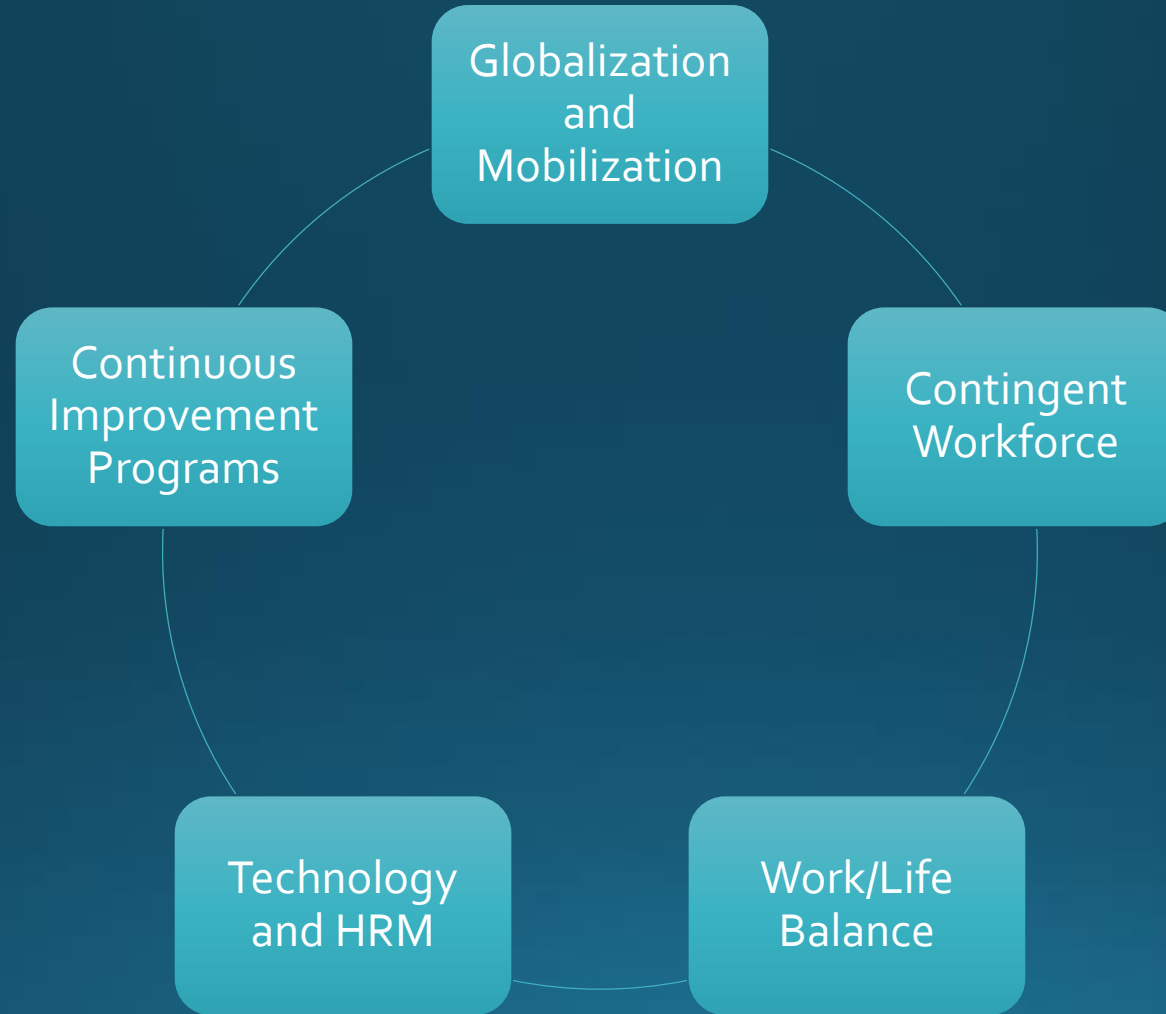 Globalization
and
Mobilization
Contingent
Workforce
Work/Life
Balance
Technology
and HRM
Continuous
Improvement
Programs